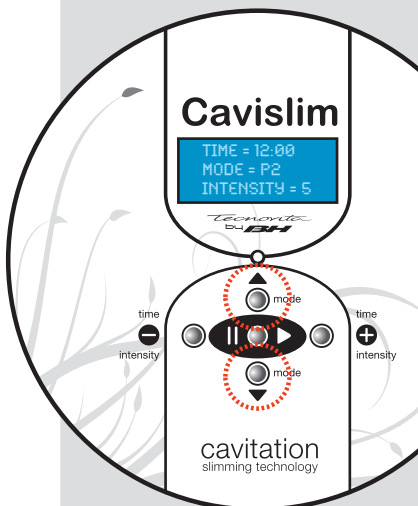 Cavislim
TIME = 12:00
MODE = P2
INTENSITY = 5
Tecnovita
by BH
mode
time
time
intensity
intensity
mode
cavitation
slimming technology